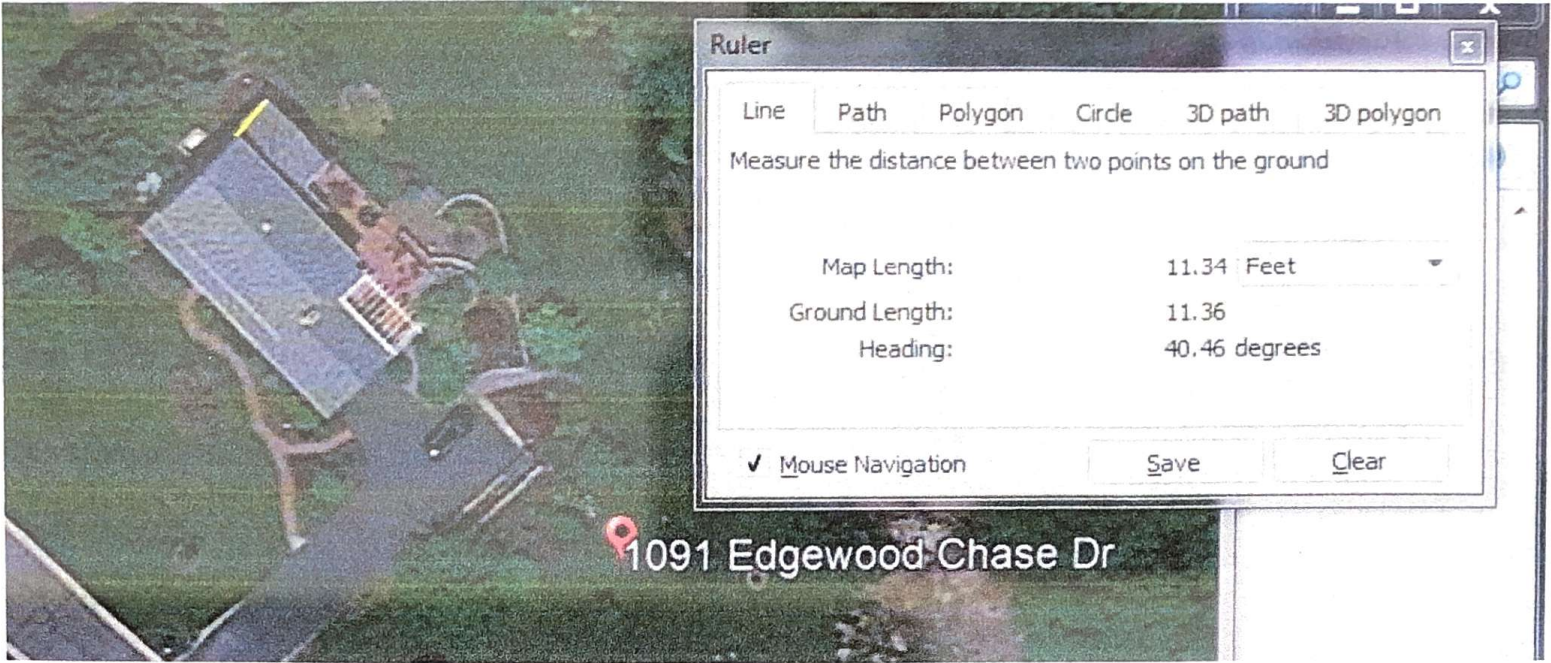 Ruler
Line Path Polygon Circle 3D path 3D polygon
Measure the distance between two points on the ground
Map Length: 11.34 Feet
Ground Length: 11.36
Heading: 40.46 degrees
✓ Mouse Navigation Save Clear
1091 Edgewood Chase Dr